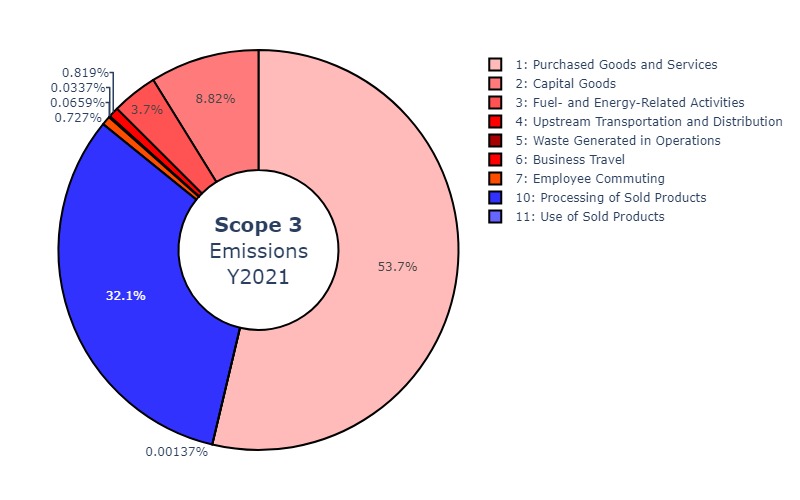 0.819%
0.0337%
0.0659%
0.727%
3.7%
8.82%
53.7%
32.1%
0.00137%
Scope 3
Emissions
Y2021
1: Purchased Goods and Services
2: Capital Goods
3: Fuel- and Energy-Related Activities
4: Upstream Transportation and Distribution
5: Waste Generated in Operations
6: Business Travel
7: Employee Commuting
10: Processing of Sold Products
11: Use of Sold Products